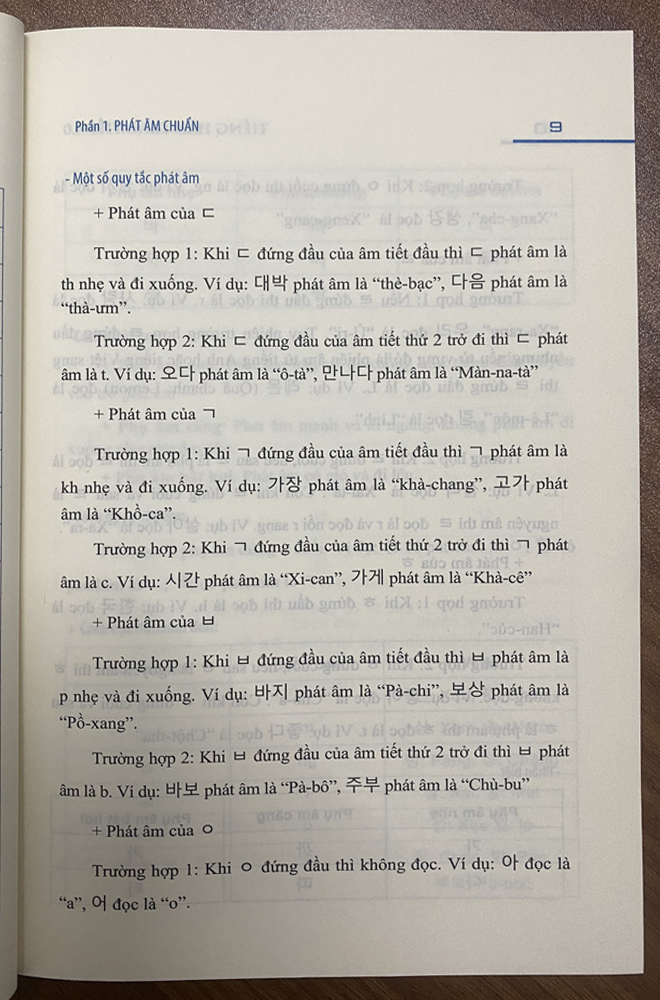 Phần 1. PHÁT ÂM CHUẨN 9
- Một số quy tắc phát âm
+ Phát âm của ㄷ
Trường hợp 1: Khi ㄷ đứng đầu của âm tiết đầu thì ㄷ phát âm là
th nhẹ và đi xuống. Ví dụ: 대박 phát âm là “thè-bạc”, 다음 phát âm là
“thà-ưm”.
Trường hợp 2: Khi ㄷ đứng đầu của âm tiết thứ 2 trở đi thì ㄷ phát
âm là t. Ví dụ: 오다 phát âm là “ô-tà”, 만나다 phát âm là “Màn-na-tà”
+ Phát âm của ㄱ
Trường hợp 1: Khi ㄱ đứng đầu của âm tiết đầu thì ㄱ phát âm là
kh nhẹ và đi xuống. Ví dụ: 가장 phát âm là “khà-chang”, 고가 phát
âm là “Khồ-ca”.
Trường hợp 2: Khi ㄱ đứng đầu của âm tiết thứ 2 trở đi thì ㄱ phát
âm là c. Ví dụ: 시간 phát âm là “Xi-can”, 가게 phát âm là “Khà-cê”
+ Phát âm của ㅂ
Trường hợp 1: Khi ㅂ đứng đầu của âm tiết đầu thì ㅂ phát âm là
p nhẹ và đi xuống. Ví dụ: 바지 phát âm là “Pà-chi”, 보상 phát âm là
“Pồ-xang”.
Trường hợp 2: Khi ㅂ đứng đầu của âm tiết thứ 2 trở đi thì ㅂ phát
âm là b. Ví dụ: 바보 phát âm là “Pà-bô”, 주부 phát âm là “Chù-bu”
+ Phát âm của ㅇ
Trường hợp 1: Khi ㅇ đứng đầu thì không đọc. Ví dụ: 아 đọc là
“a”, 어 đọc là “o”.